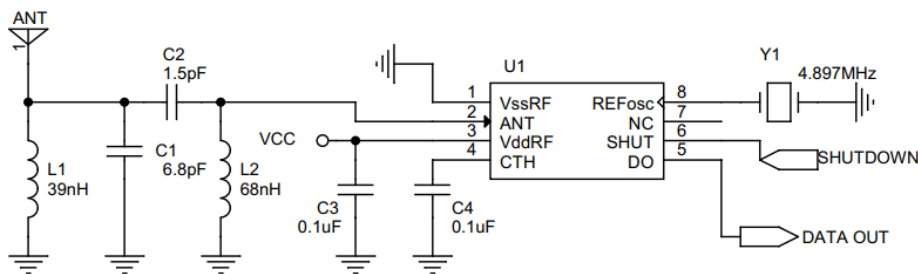 ANT
1
C2
1.5pF
L1
39nH
C1
6.8pF
L2
68nH
VCC
C3
0.1uF
C4
0.1uF
U1
1 VssRF REFosc 8
2 ANT NC 7
3 VddRF SHUT 6
4 CTH DO 5
Y1
4.897MHz
SHUTDOWN
DATA OUT